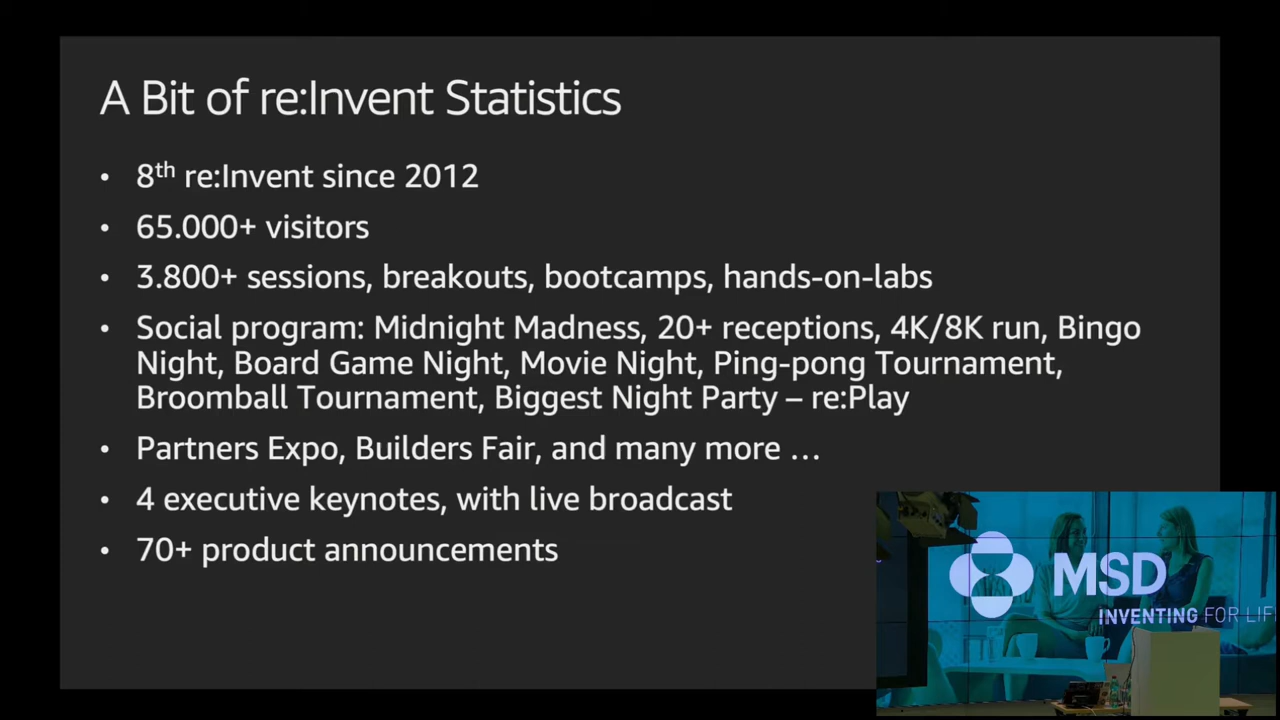 A Bit of re:Invent Statistics
• 8th re:Invent since 2012
• 65.000+ visitors
• 3.800+ sessions, breakouts, bootcamps, hands-on-labs
• Social program: Midnight Madness, 20+ receptions, 4K/8K run, Bingo
Night, Board Game Night, Movie Night, Ping-pong Tournament,
Broomball Tournament, Biggest Night Party – re:Play
• Partners Expo, Builders Fair, and many more …
• 4 executive keynotes, with live broadcast
• 70+ product announcements
MSD
INVENTING FOR LIF